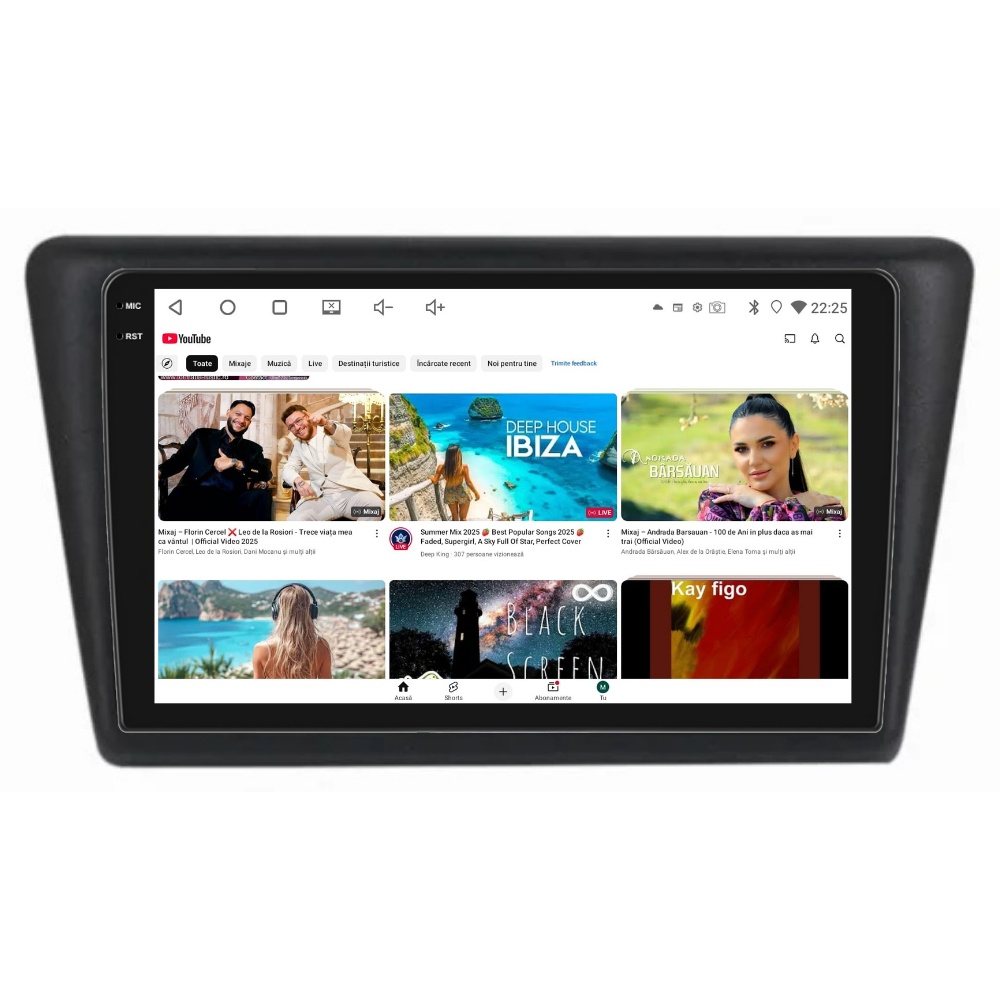 MIC
RST
22:25
YouTube
Toate
Mixaje
Muzică
Live
Destinații turistice
Încărcate recent
Noi pentru tine
Trimite feedback
DEEP HOUSE
IBIZA
ANDRADA
BÂRSĂUAN
Mixaj
LIVE
Mixaj
Mixaj – Florin Cercel ❌ Leo de la Rosiori - Trece viața mea
ca vântul | Official Video 2025
Florin Cercel, Leo de la Rosiori, Dani Mocanu și mulți alții
LIVE
Summer Mix 2025 🍓 Best Popular Songs 2025 🍓
Faded, Supergirl, A Sky Full Of Star, Perfect Cover
Deep King · 307 persoane vizionează
Mixaj – Andrada Barsauan - 100 de Ani in plus daca as mai
trai (Official Video)
Andrada Bârsăuan, Alex de la Orăștie, Elena Toma și mulți alții
BLACK
SCREEN
Kay figo
Acasă
Shorts
Abonamente
M
Tu